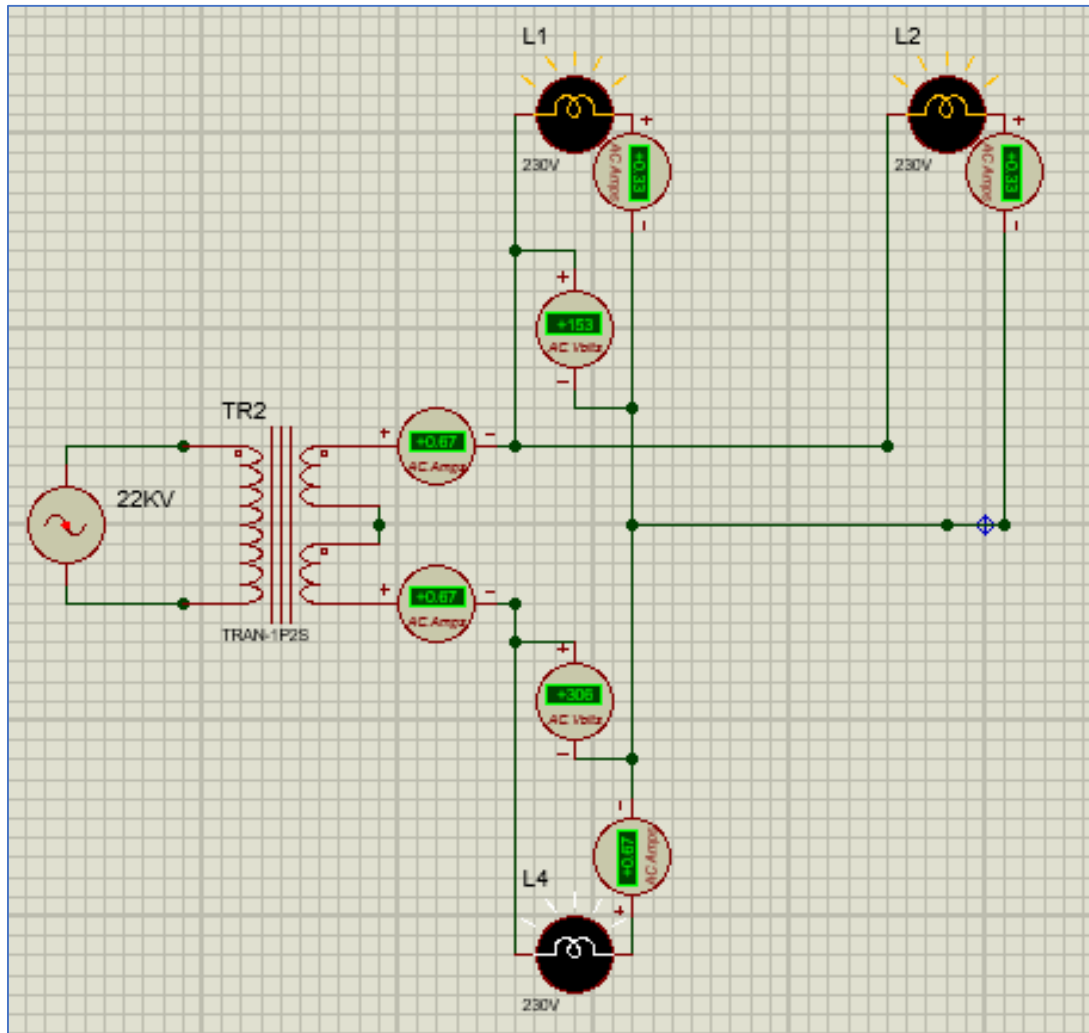 L1
L2
+
+
AC Amps
+0.33
AC Amps
+0.33
230V
230V
+
+153
AC Volts
TR2
+
+0.67
AC Amps
22KV
+
+0.67
AC Amps
TRAN-1P2S
+
+306
AC Volts
+0.67
AC Amps
L4
+
230V